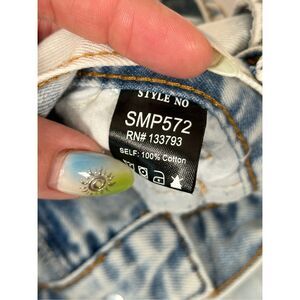 STYLE NO
SMP572
RN# 133793
SELF: 100% Cotton